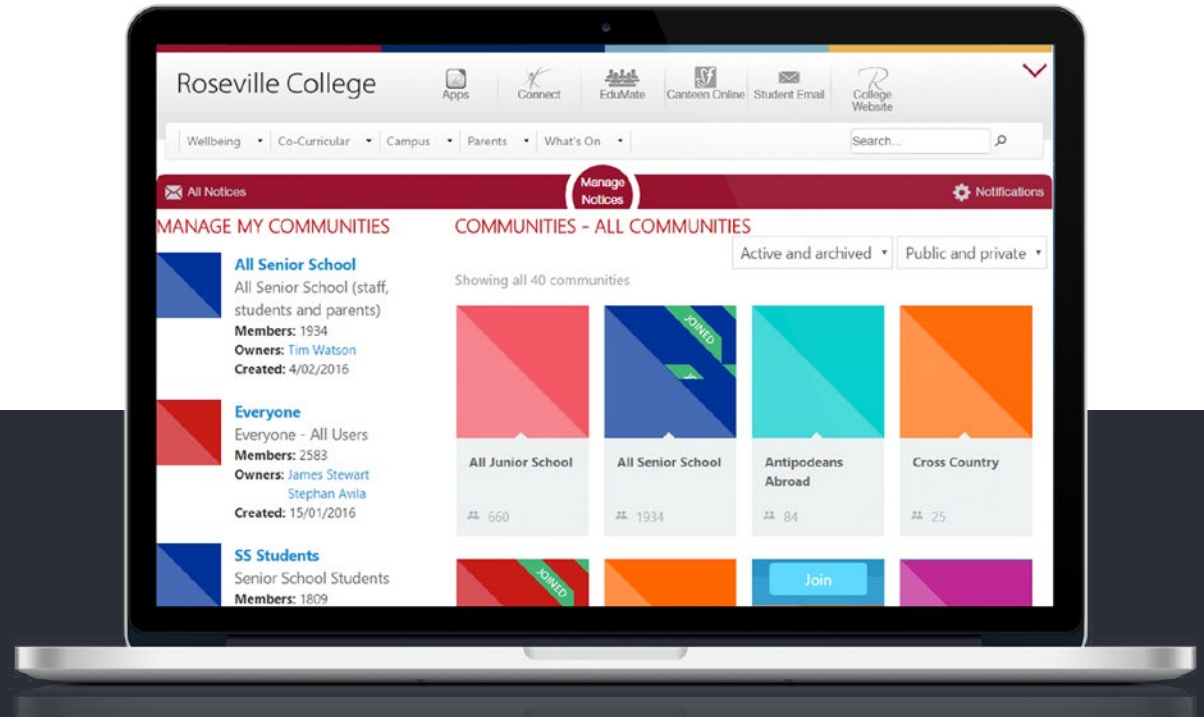 Roseville College
Apps
Connect
EduMate
Canteen Online
Student Email
College
Website
Wellbeing
Co-Curricular
Campus
Parents
What's On
Search...
All Notices
Manage
Notices
Notifications
MANAGE MY COMMUNITIES
All Senior School
All Senior School (staff,
students and parents)
Members: 1934
Owners: Tim Watson
Created: 4/02/2016
Everyone
Everyone - All Users
Members: 2583
Owners: James Stewart
Stephan Avila
Created: 15/01/2016
SS Students
Senior School Students
Members: 1809
COMMUNITIES - ALL COMMUNITIES
Active and archived
Public and private
Showing all 40 communities
JOINED
All Junior School
660
All Senior School
1934
Antipodeans
Abroad
84
Cross Country
25
JOINED
Join